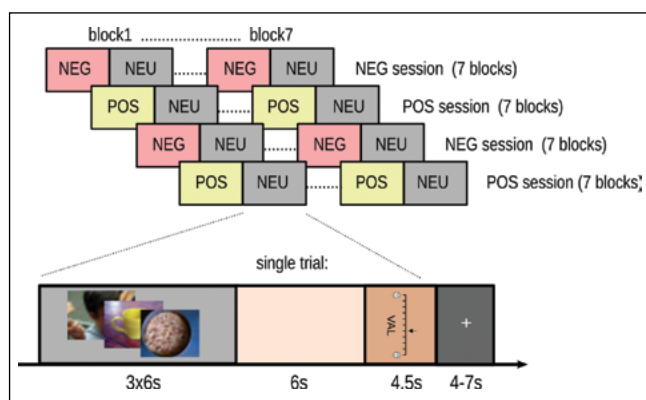 block1 ................ block7
NEG NEU ...... NEG NEU NEG session (7 blocks)
POS NEU ...... POS NEU POS session (7 blocks)
NEG NEU ...... NEG NEU NEG session (7 blocks)
POS NEU ...... POS NEU POS session (7 blocks)
single trial:
VAL
+
3x6s 6s 4.5s 4-7s